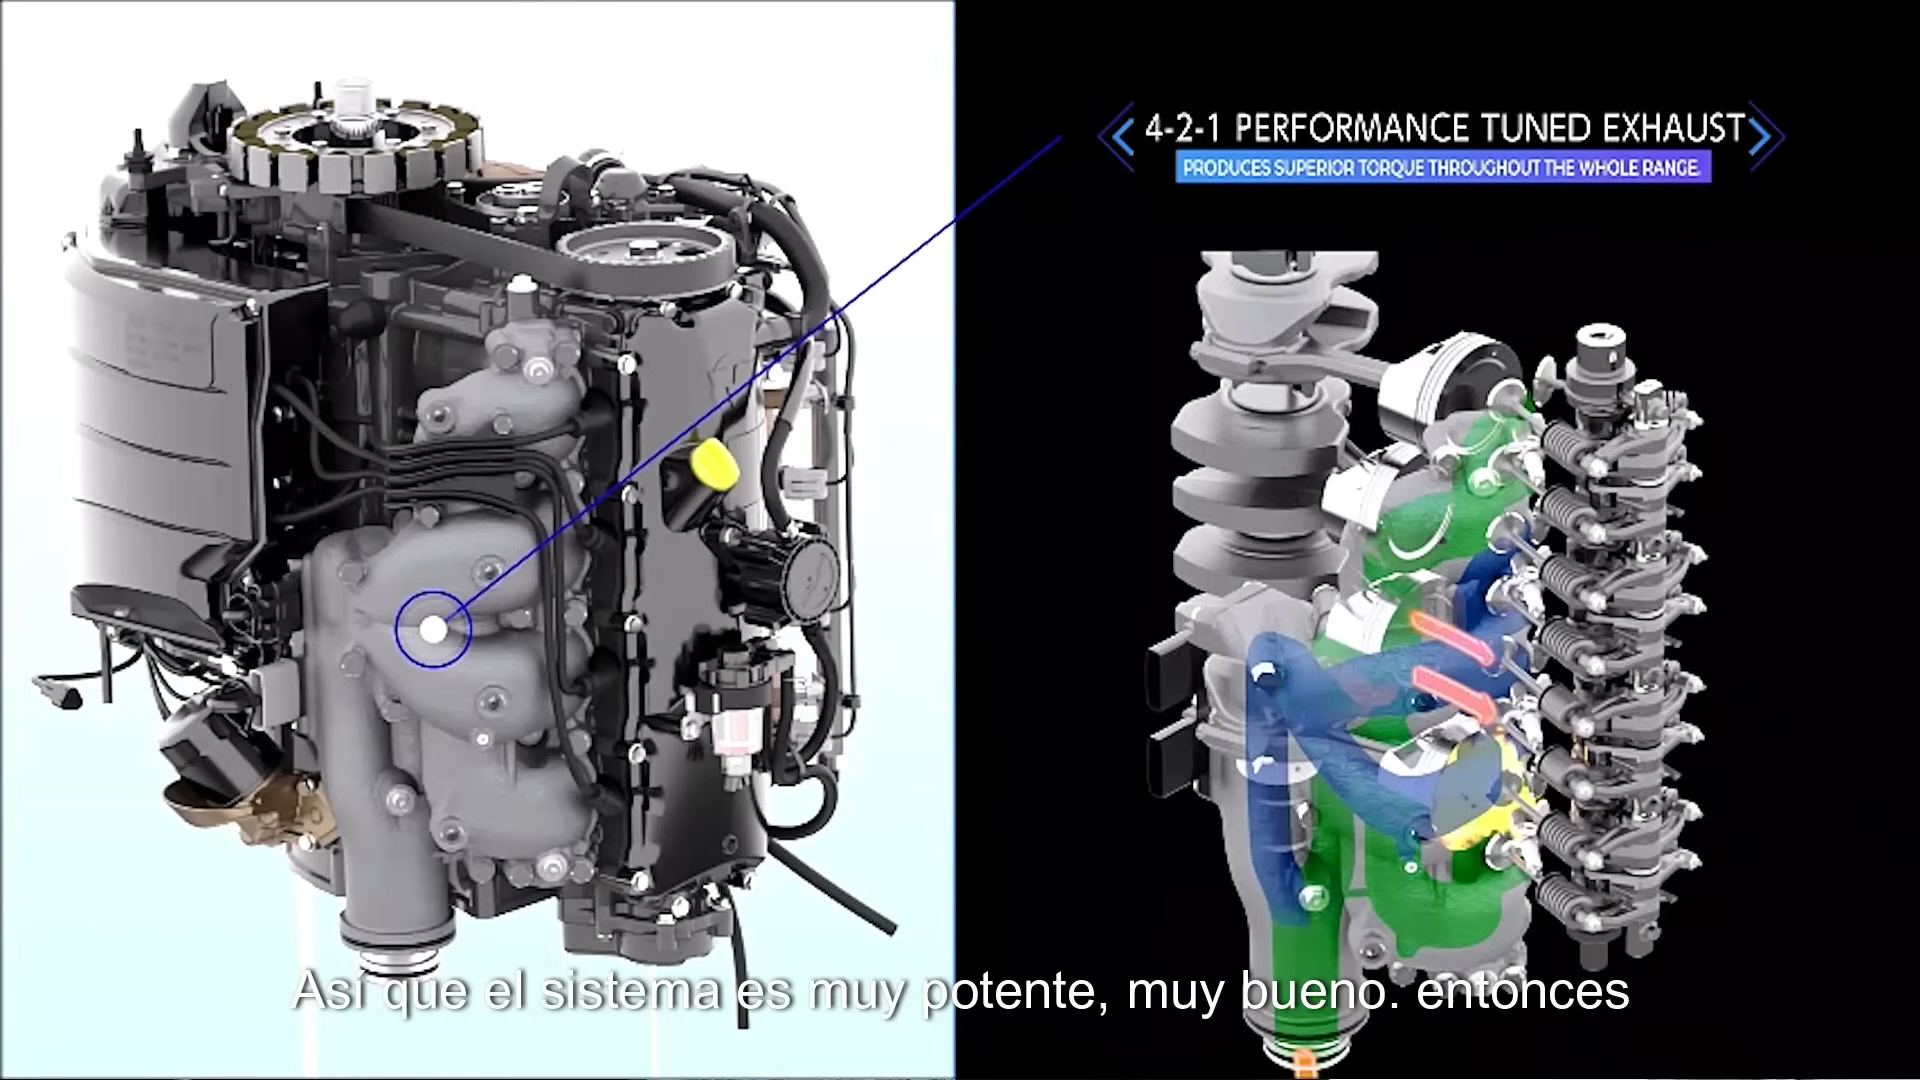 4-2-1 PERFORMANCE TUNED EXHAUST
PRODUCES SUPERIOR TORQUE THROUGHOUT THE WHOLE RANGE.
Así que el sistema es muy potente, muy bueno. entonces